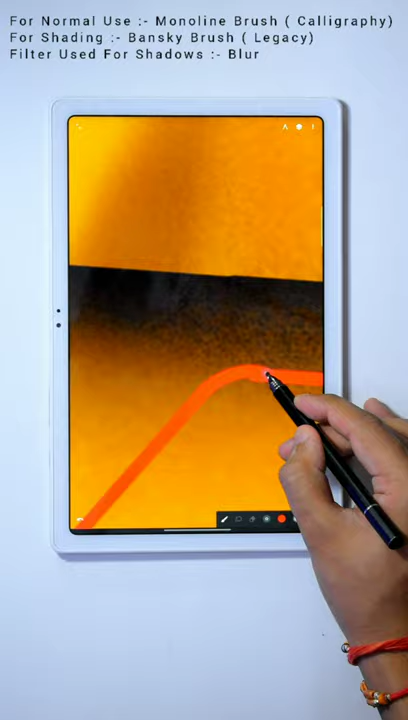 For Normal Use :- Monoline Brush ( Calligraphy)
For Shading :- Bansky Brush ( Legacy)
Filter Used For Shadows :- Blur